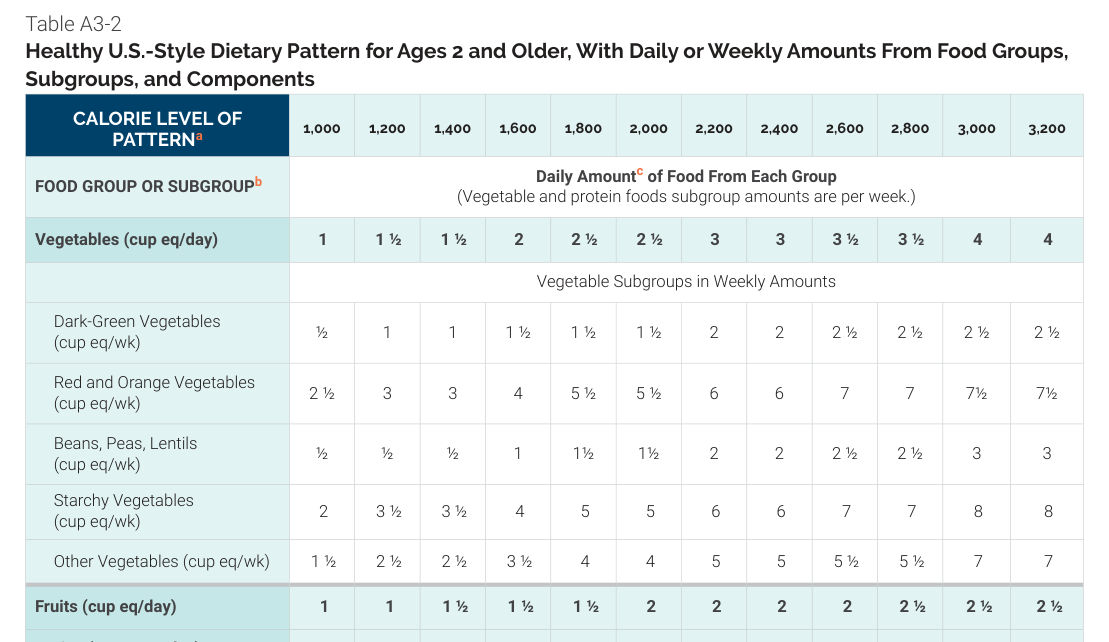 Table A3-2
Healthy U.S.-Style Dietary Pattern for Ages 2 and Older, With Daily or Weekly Amounts From Food Groups,
Subgroups, and Components
CALORIE LEVEL OF
PATTERNa 1,000 1,200 1,400 1,600 1,800 2,000 2,200 2,400 2,600 2,800 3,000 3,200
FOOD GROUP OR SUBGROUPb
Daily Amountc of Food From Each Group
(Vegetable and protein foods subgroup amounts are per week.)
Vegetables (cup eq/day) 1 1 ½ 1 ½ 2 2 ½ 2 ½ 3 3 3 ½ 3 ½ 4 4
Vegetable Subgroups in Weekly Amounts
Dark-Green Vegetables
(cup eq/wk) ½ 1 1 1 ½ 1 ½ 1 ½ 2 2 2 ½ 2 ½ 2 ½ 2 ½
Red and Orange Vegetables
(cup eq/wk) 2 ½ 3 3 4 5 ½ 5 ½ 6 6 7 7 7½ 7½
Beans, Peas, Lentils
(cup eq/wk) ½ ½ ½ 1 1½ 1½ 2 2 2 ½ 2 ½ 3 3
Starchy Vegetables
(cup eq/wk) 2 3 ½ 3 ½ 4 5 5 6 6 7 7 8 8
Other Vegetables (cup eq/wk) 1 ½ 2 ½ 2 ½ 3 ½ 4 4 5 5 5 ½ 5 ½ 7 7
Fruits (cup eq/day) 1 1 1 ½ 1 ½ 1 ½ 2 2 2 2 2 ½ 2 ½ 2 ½